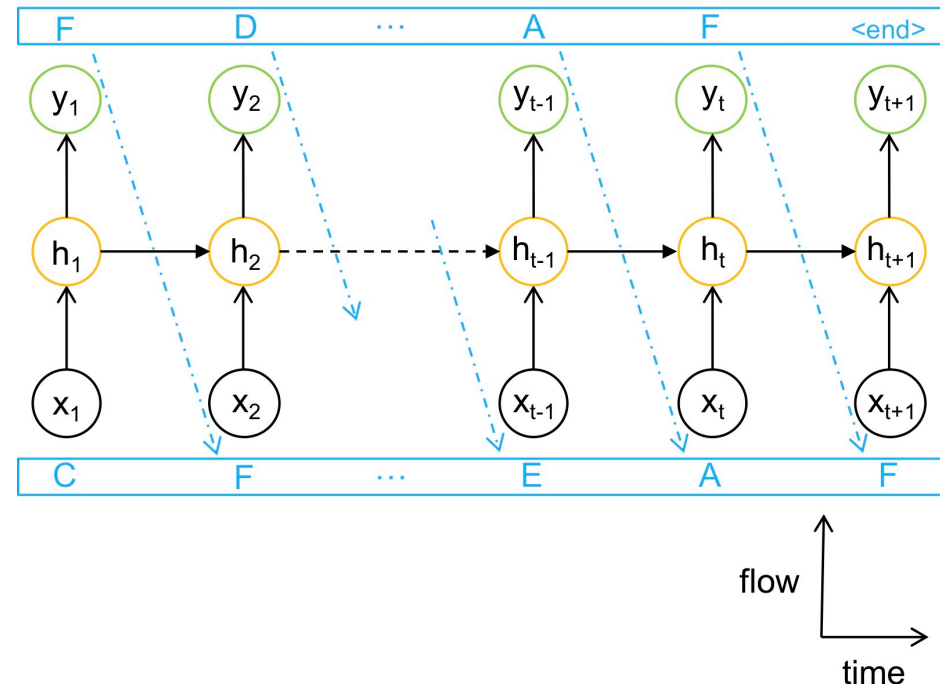 F D ... A F <end>
y1 y2 yt-1 yt yt+1
h1 h2 ht-1 ht ht+1
x1 x2 xt-1 xt xt+1
C F ... E A F
flow
time